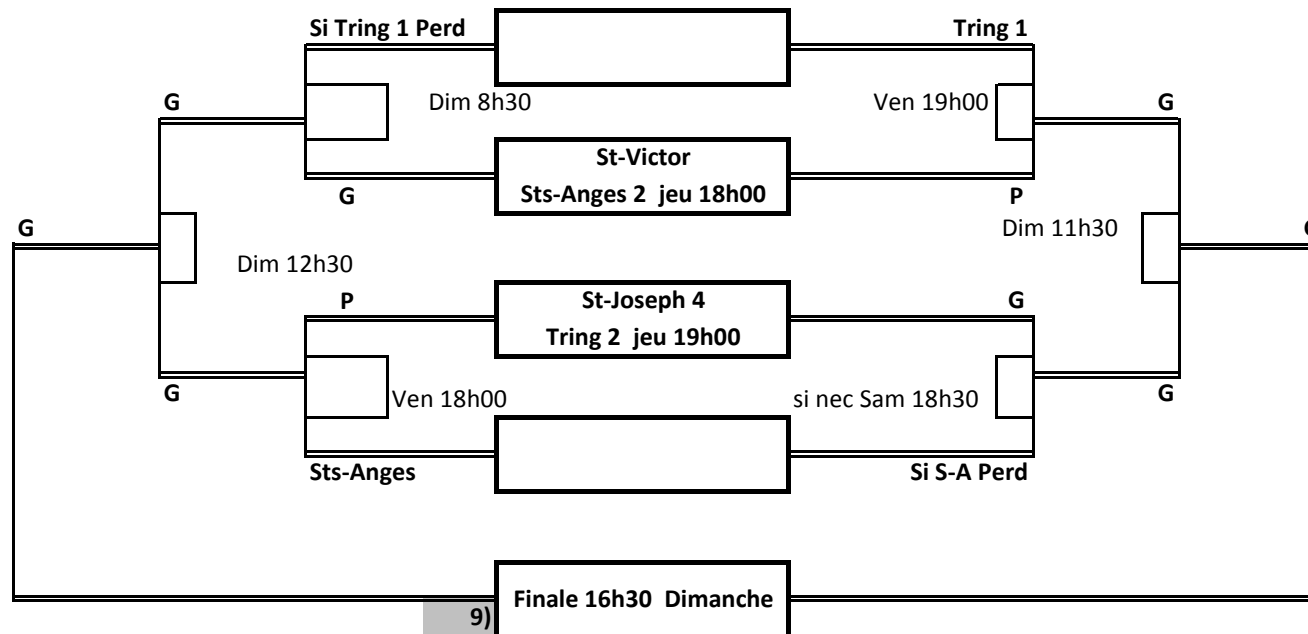 Si Tring 1 Perd
Tring 1
G
Dim 8h30
Ven 19h00
G
St-Victor
Sts-Anges 2 jeu 18h00
G
P
G
Dim 12h30
Dim 11h30
G
P
St-Joseph 4
Tring 2 jeu 19h00
G
G
Ven 18h00
si nec Sam 18h30
G
Sts-Anges
Si S-A Perd
Finale 16h30 Dimanche
9)